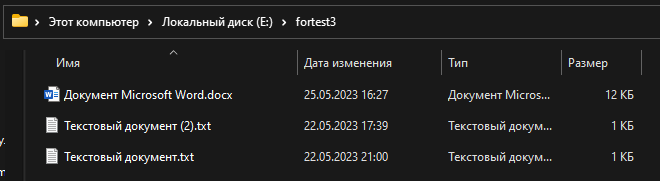 Этот компьютер > Локальный диск (E:) > fortest3
Имя Дата изменения Тип Размер
Документ Microsoft Word.docx 25.05.2023 16:27 Документ Micros... 12 КБ
Текстовый документ (2).txt 22.05.2023 17:39 Текстовый докум... 1 КБ
Текстовый документ.txt 22.05.2023 21:00 Текстовый докум... 1 КБ